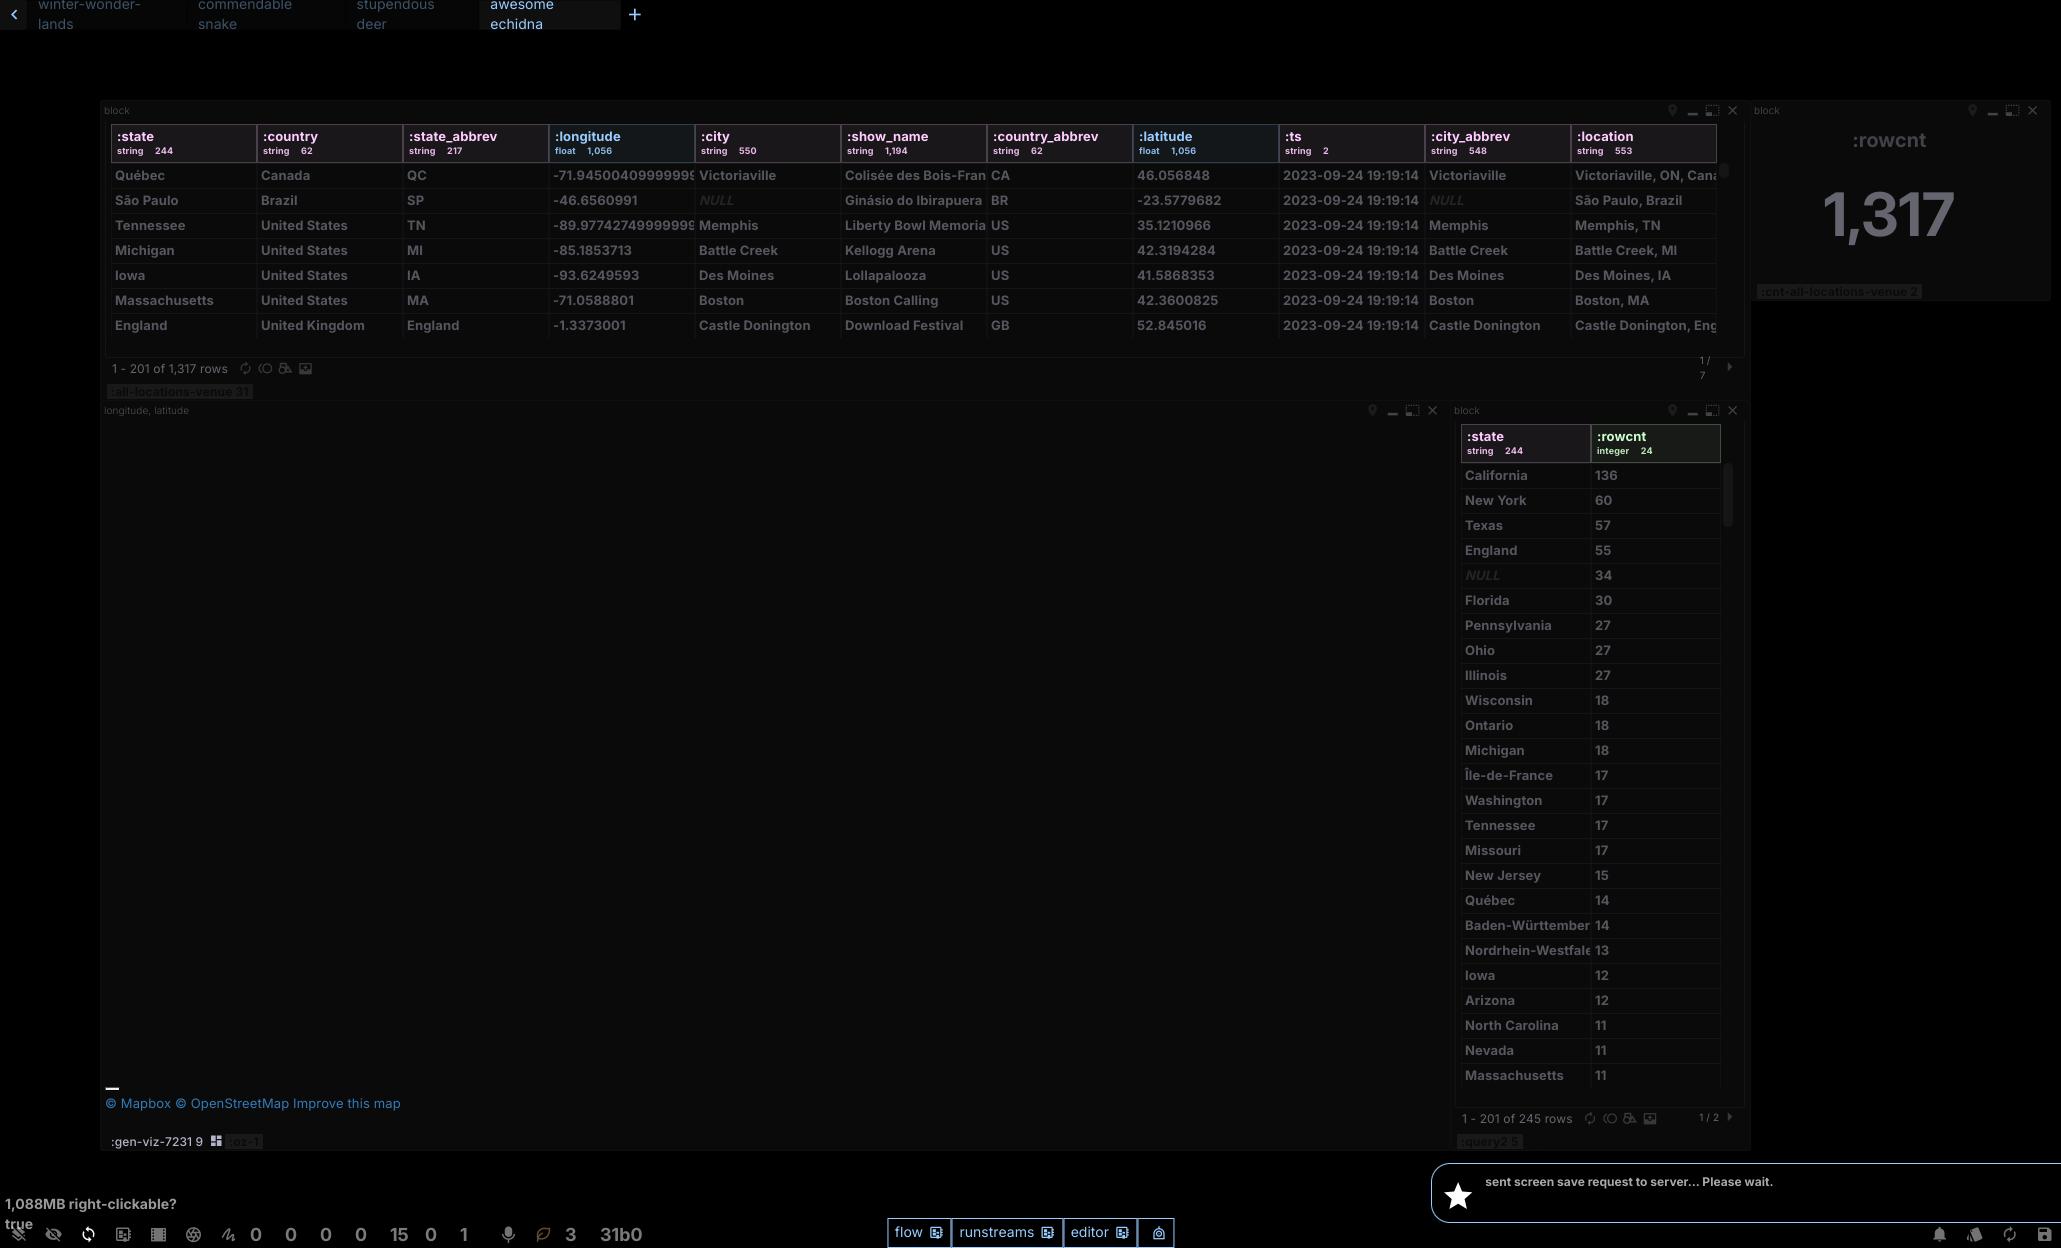 winter-wonder-
lands
commendable
snake
stupendous
deer
awesome
echidna
+
block
:state string 244 :country string 62 :state_abbrev string 217 :longitude float 1,056 :city string 550 :show_name string 1,194 :country_abbrev string 62 :latitude float 1,056 :ts string 2 :city_abbrev string 548 :location string 553
Québec Canada QC -71.94500409999999 Victoriaville Colisée des Bois-Fran CA 46.056848 2023-09-24 19:19:14 Victoriaville Victoriaville, ON, Cana
São Paulo Brazil SP -46.6560991 NULL Ginásio do Ibirapuera BR -23.5779682 2023-09-24 19:19:14 NULL São Paulo, Brazil
Tennessee United States TN -89.97742749999999 Memphis Liberty Bowl Memoria US 35.1210966 2023-09-24 19:19:14 Memphis Memphis, TN
Michigan United States MI -85.1853713 Battle Creek Kellogg Arena US 42.3194284 2023-09-24 19:19:14 Battle Creek Battle Creek, MI
Iowa United States IA -93.6249593 Des Moines Lollapalooza US 41.5868353 2023-09-24 19:19:14 Des Moines Des Moines, IA
Massachusetts United States MA -71.0588801 Boston Boston Calling US 42.3600825 2023-09-24 19:19:14 Boston Boston, MA
England United Kingdom England -1.3373001 Castle Donington Download Festival GB 52.845016 2023-09-24 19:19:14 Castle Donington Castle Donington, Eng
1 - 201 of 1,317 rows
1 /
7
:all-locations-venue 31
block
:rowcnt
1,317
:cnt-all-locations-venue 2
longitude, latitude
© Mapbox © OpenStreetMap Improve this map
:gen-viz-7231 9 :oz-1
block
:state string 244 :rowcnt integer 24
California 136
New York 60
Texas 57
England 55
NULL 34
Florida 30
Pennsylvania 27
Ohio 27
Illinois 27
Wisconsin 18
Ontario 18
Michigan 18
Île-de-France 17
Washington 17
Tennessee 17
Missouri 17
New Jersey 15
Québec 14
Baden-Württember 14
Nordrhein-Westfale 13
Iowa 12
Arizona 12
North Carolina 11
Nevada 11
Massachusetts 11
1 - 201 of 245 rows 1 / 2
:query2 5
sent screen save request to server... Please wait.
1,088MB right-clickable?
true
0 0 0 0 15 0 1 3 31b0
flow runstreams editor